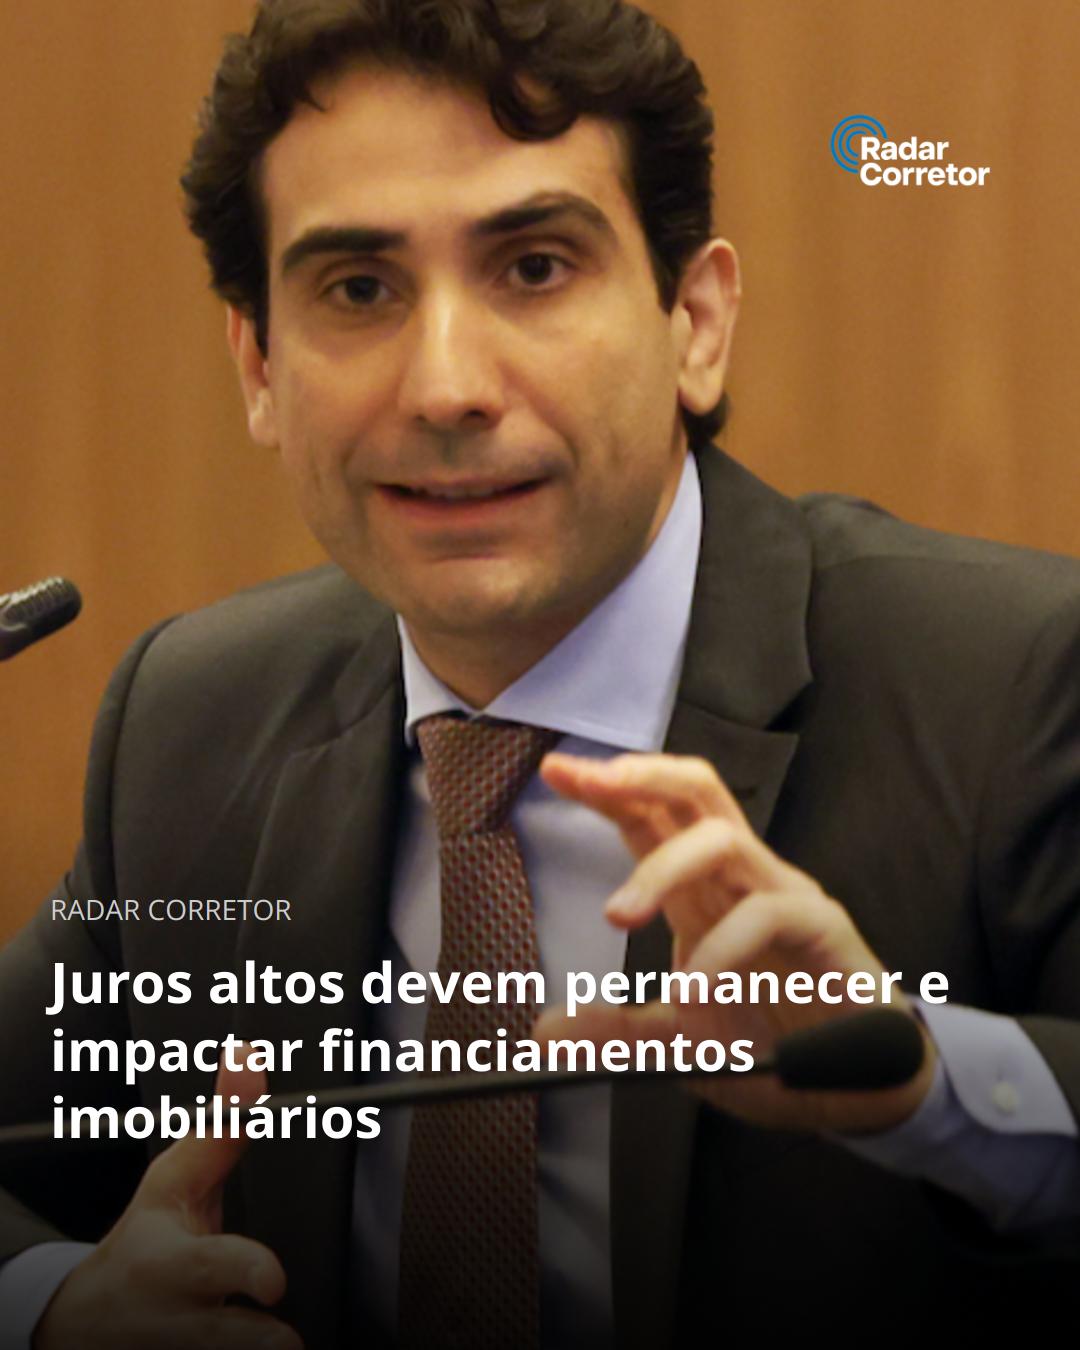 Radar
Corretor
RADAR CORRETOR
Juros altos devem permanecer e
impactar financiamentos
imobiliários